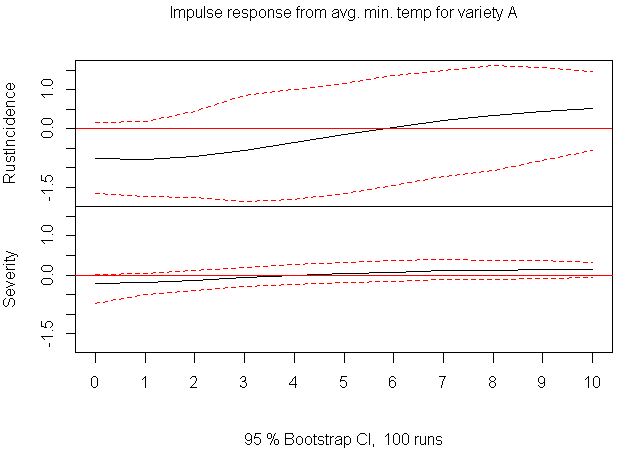 Impulse response from avg. min. temp for variety A
RustIncidence
1.0
0.0
-1.5
Severity
1.0
0.0
-1.5
0 1 2 3 4 5 6 7 8 9 10
95 % Bootstrap CI, 100 runs